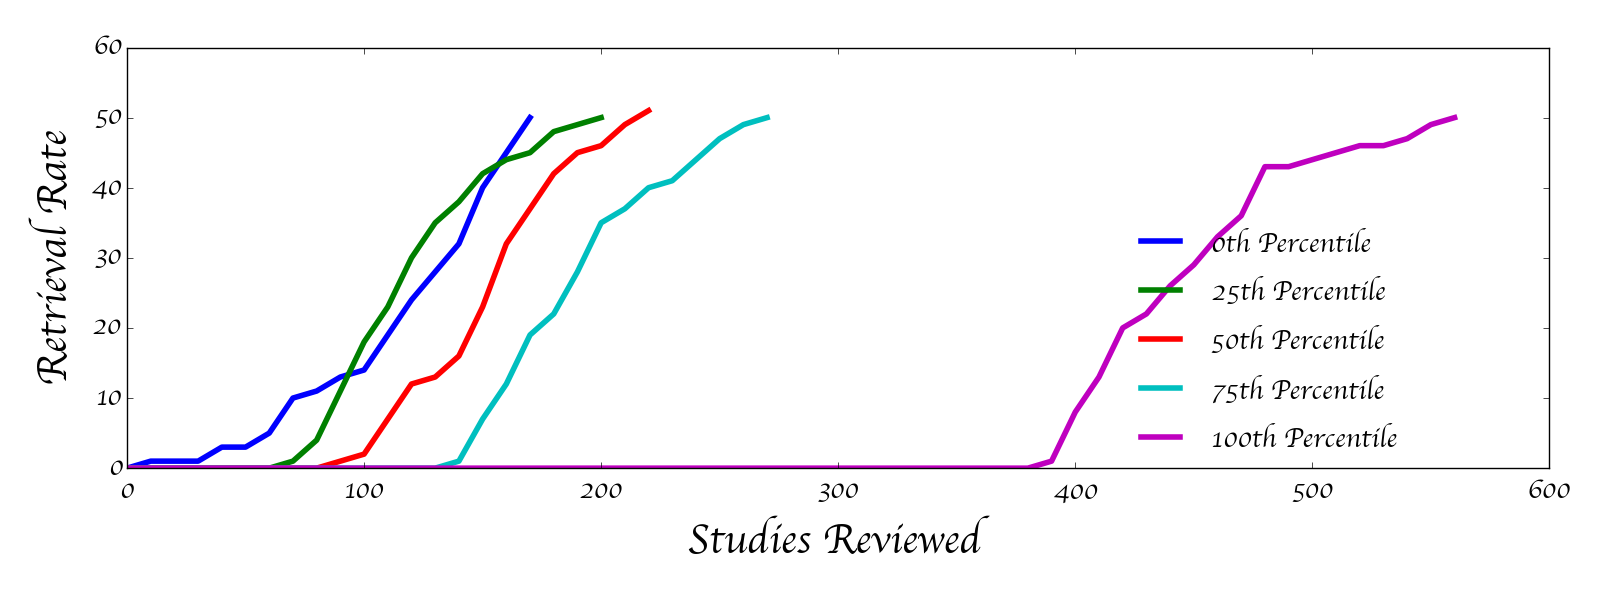 60
50
40
30
20
10
0
Retrieval Rate
0 100 200 300 400 500 600
Studies Reviewed
0th Percentile
25th Percentile
50th Percentile
75th Percentile
100th Percentile